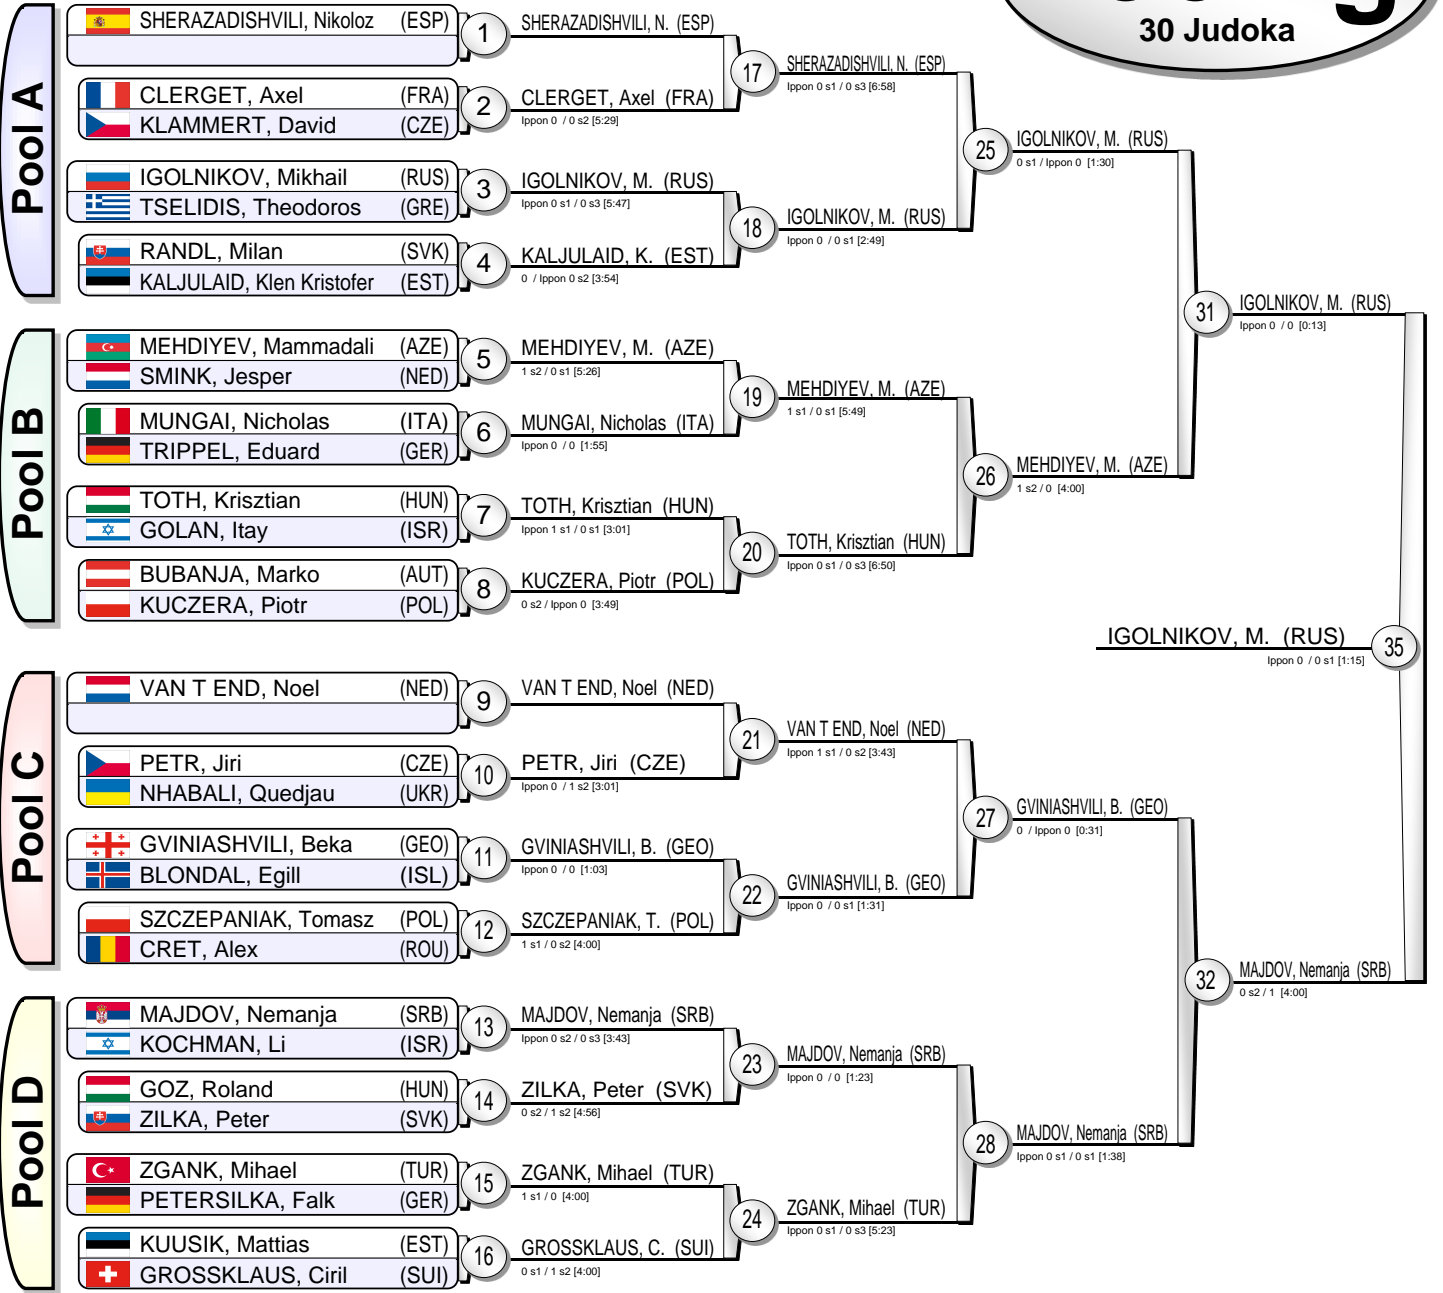 30 Judoka
Pool A
SHERAZADISHVILI, Nikoloz (ESP)
CLERGET, Axel (FRA)
KLAMMERT, David (CZE)
IGOLNIKOV, Mikhail (RUS)
TSELIDIS, Theodoros (GRE)
RANDL, Milan (SVK)
KALJULAID, Klen Kristofer (EST)
Pool B
MEHDIYEV, Mammadali (AZE)
SMINK, Jesper (NED)
MUNGAI, Nicholas (ITA)
TRIPPEL, Eduard (GER)
TOTH, Krisztian (HUN)
GOLAN, Itay (ISR)
BUBANJA, Marko (AUT)
KUCZERA, Piotr (POL)
Pool C
VAN T END, Noel (NED)
PETR, Jiri (CZE)
NHABALI, Quedjau (UKR)
GVINIASHVILI, Beka (GEO)
BLONDAL, Egill (ISL)
SZCZEPANIAK, Tomasz (POL)
CRET, Alex (ROU)
Pool D
MAJDOV, Nemanja (SRB)
KOCHMAN, Li (ISR)
GOZ, Roland (HUN)
ZILKA, Peter (SVK)
ZGANK, Mihael (TUR)
PETERSILKA, Falk (GER)
KUUSIK, Mattias (EST)
GROSSKLAUS, Ciril (SUI)
1
SHERAZADISHVILI, N. (ESP)
2
CLERGET, Axel (FRA)
Ippon 0 / 0 s2 [5:29]
3
IGOLNIKOV, M. (RUS)
Ippon 0 s1 / 0 s3 [5:47]
4
KALJULAID, K. (EST)
0 / Ippon 0 s2 [3:54]
5
MEHDIYEV, M. (AZE)
1 s2 / 0 s1 [5:26]
6
MUNGAI, Nicholas (ITA)
Ippon 0 / 0 [1:55]
7
TOTH, Krisztian (HUN)
Ippon 1 s1 / 0 s1 [3:01]
8
KUCZERA, Piotr (POL)
0 s2 / Ippon 0 [3:49]
9
VAN T END, Noel (NED)
10
PETR, Jiri (CZE)
Ippon 0 / 1 s2 [3:01]
11
GVINIASHVILI, B. (GEO)
Ippon 0 / 0 [1:03]
12
SZCZEPANIAK, T. (POL)
1 s1 / 0 s2 [4:00]
13
MAJDOV, Nemanja (SRB)
Ippon 0 s2 / 0 s3 [3:43]
14
ZILKA, Peter (SVK)
0 s2 / 1 s2 [4:56]
15
ZGANK, Mihael (TUR)
1 s1 / 0 [4:00]
16
GROSSKLAUS, C. (SUI)
0 s1 / 1 s2 [4:00]
17
SHERAZADISHVILI, N. (ESP)
Ippon 0 s1 / 0 s3 [6:58]
18
IGOLNIKOV, M. (RUS)
Ippon 0 / 0 s1 [2:49]
19
MEHDIYEV, M. (AZE)
1 s1 / 0 s1 [5:49]
20
TOTH, Krisztian (HUN)
Ippon 0 s1 / 0 s3 [6:50]
21
VAN T END, Noel (NED)
Ippon 1 s1 / 0 s2 [3:43]
22
GVINIASHVILI, B. (GEO)
Ippon 0 / 0 s1 [1:31]
23
MAJDOV, Nemanja (SRB)
Ippon 0 / 0 [1:23]
24
ZGANK, Mihael (TUR)
Ippon 0 s1 / 0 s3 [5:23]
25
IGOLNIKOV, M. (RUS)
0 s1 / Ippon 0 [1:30]
26
MEHDIYEV, M. (AZE)
1 s2 / 0 [4:00]
27
GVINIASHVILI, B. (GEO)
0 / Ippon 0 [0:31]
28
MAJDOV, Nemanja (SRB)
Ippon 0 s1 / 0 s1 [1:38]
31
IGOLNIKOV, M. (RUS)
Ippon 0 / 0 [0:13]
32
MAJDOV, Nemanja (SRB)
0 s2 / 1 [4:00]
IGOLNIKOV, M. (RUS)
35
Ippon 0 / 0 s1 [1:15]